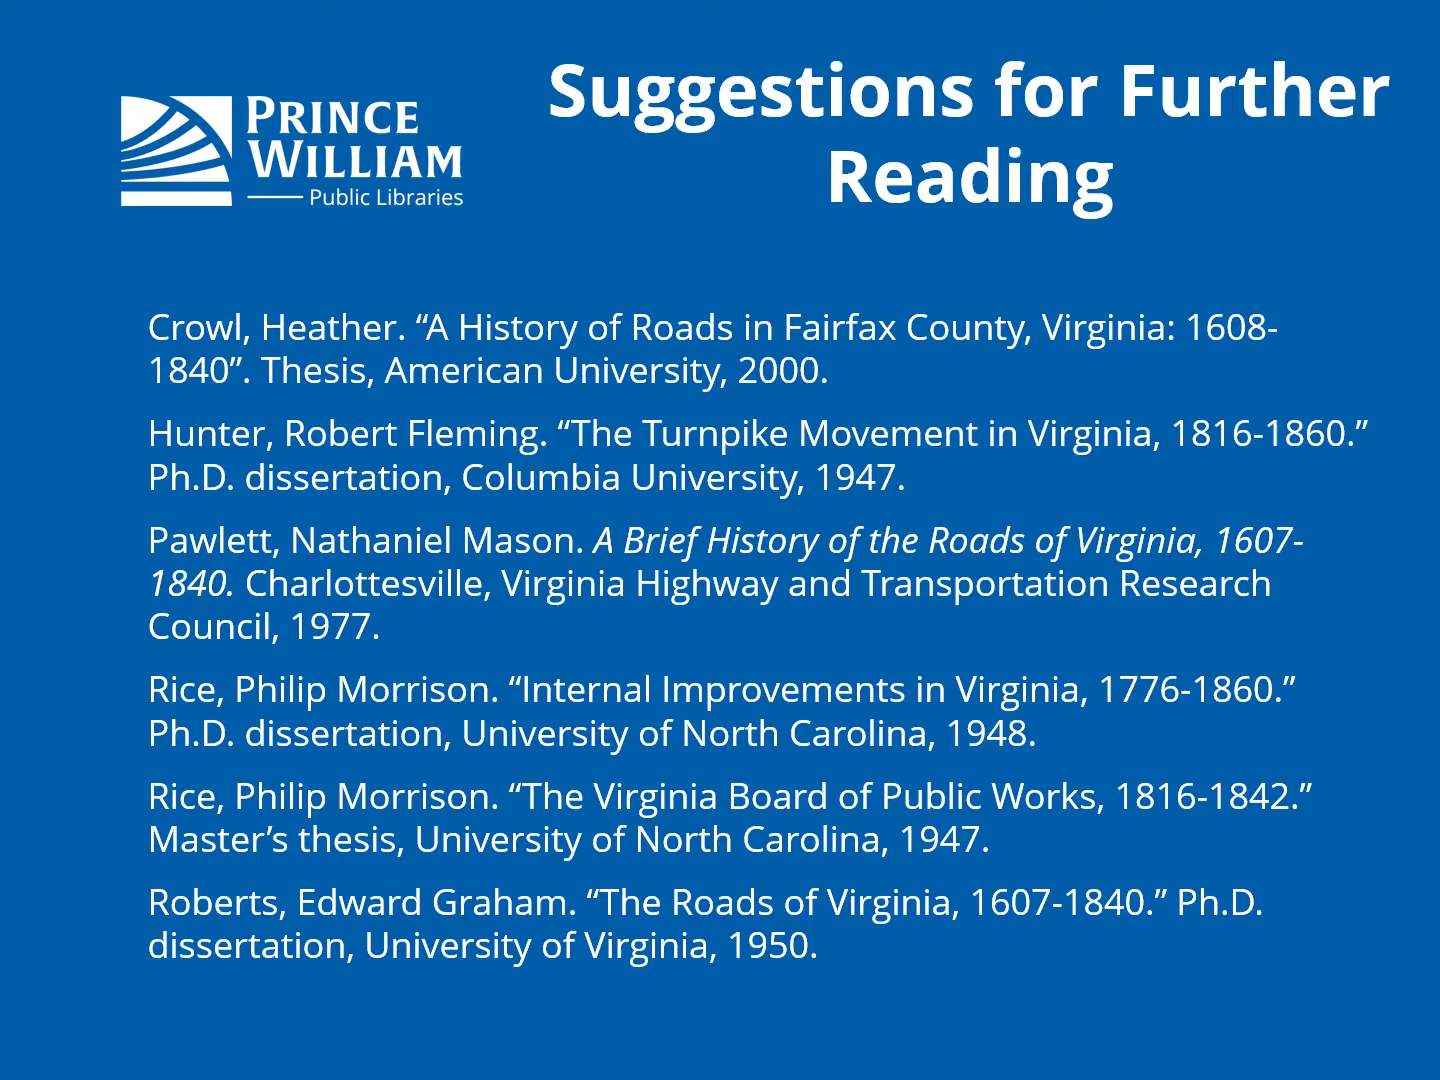 PRINCE
WILLIAM
Public Libraries
Suggestions for Further
Reading
Crowl, Heather. “A History of Roads in Fairfax County, Virginia: 1608-
1840”. Thesis, American University, 2000.
Hunter, Robert Fleming. “The Turnpike Movement in Virginia, 1816-1860.”
Ph.D. dissertation, Columbia University, 1947.
Pawlett, Nathaniel Mason. A Brief History of the Roads of Virginia, 1607-
1840. Charlottesville, Virginia Highway and Transportation Research
Council, 1977.
Rice, Philip Morrison. “Internal Improvements in Virginia, 1776-1860.”
Ph.D. dissertation, University of North Carolina, 1948.
Rice, Philip Morrison. “The Virginia Board of Public Works, 1816-1842.”
Master’s thesis, University of North Carolina, 1947.
Roberts, Edward Graham. “The Roads of Virginia, 1607-1840.” Ph.D.
dissertation, University of Virginia, 1950.